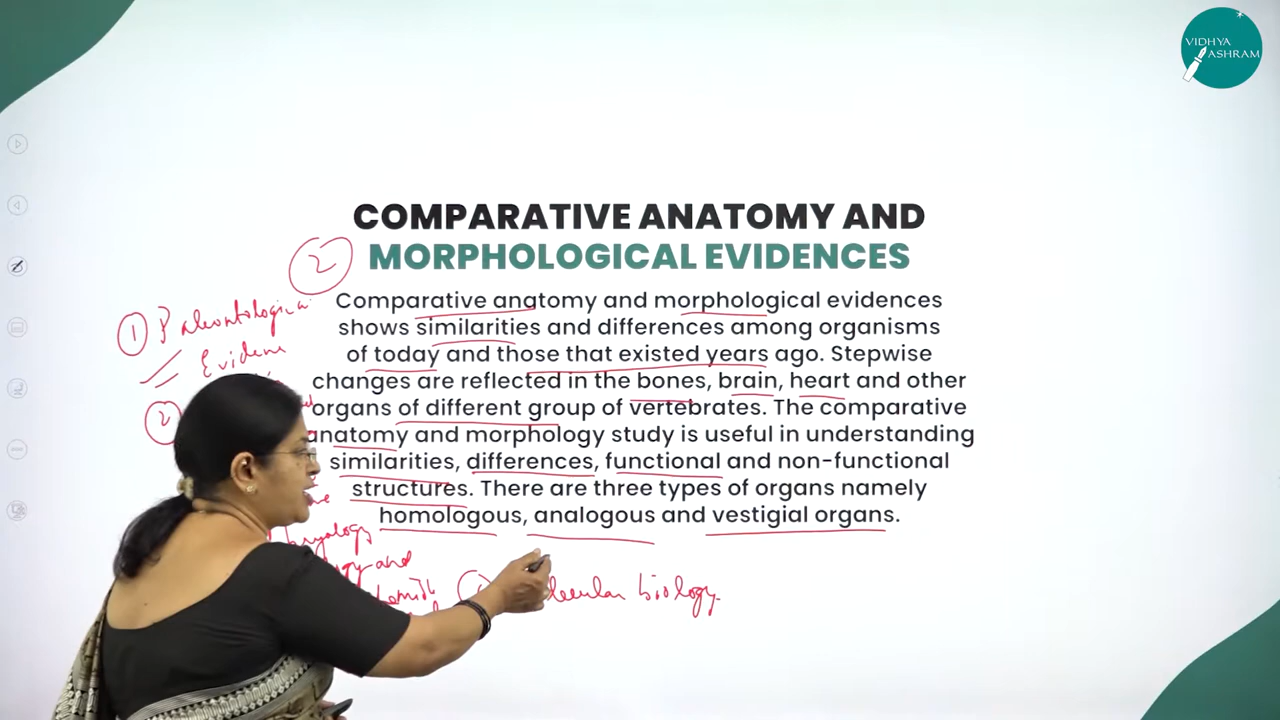 VIDHYA
ASHRAM
COMPARATIVE ANATOMY AND
MORPHOLOGICAL EVIDENCES
2
Comparative anatomy and morphological evidences
shows similarities and differences among organisms
of today and those that existed years ago. Stepwise
changes are reflected in the bones, brain, heart and other
organs of different group of vertebrates. The comparative
anatomy and morphology study is useful in understanding
similarities, differences, functional and non-functional
structures. There are three types of organs namely
homologous, analogous and vestigial organs.
1
Evidene
2
biology